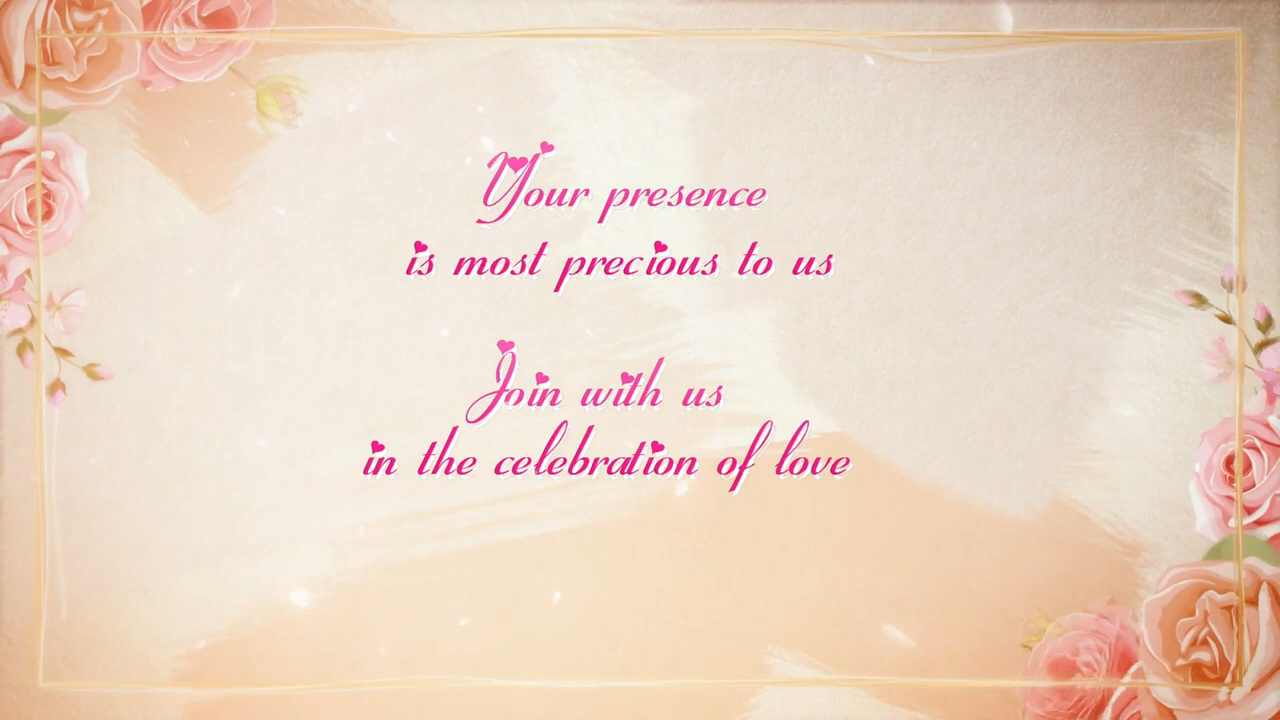 Your presence
is most precious to us
Join with us
in the celebration of love